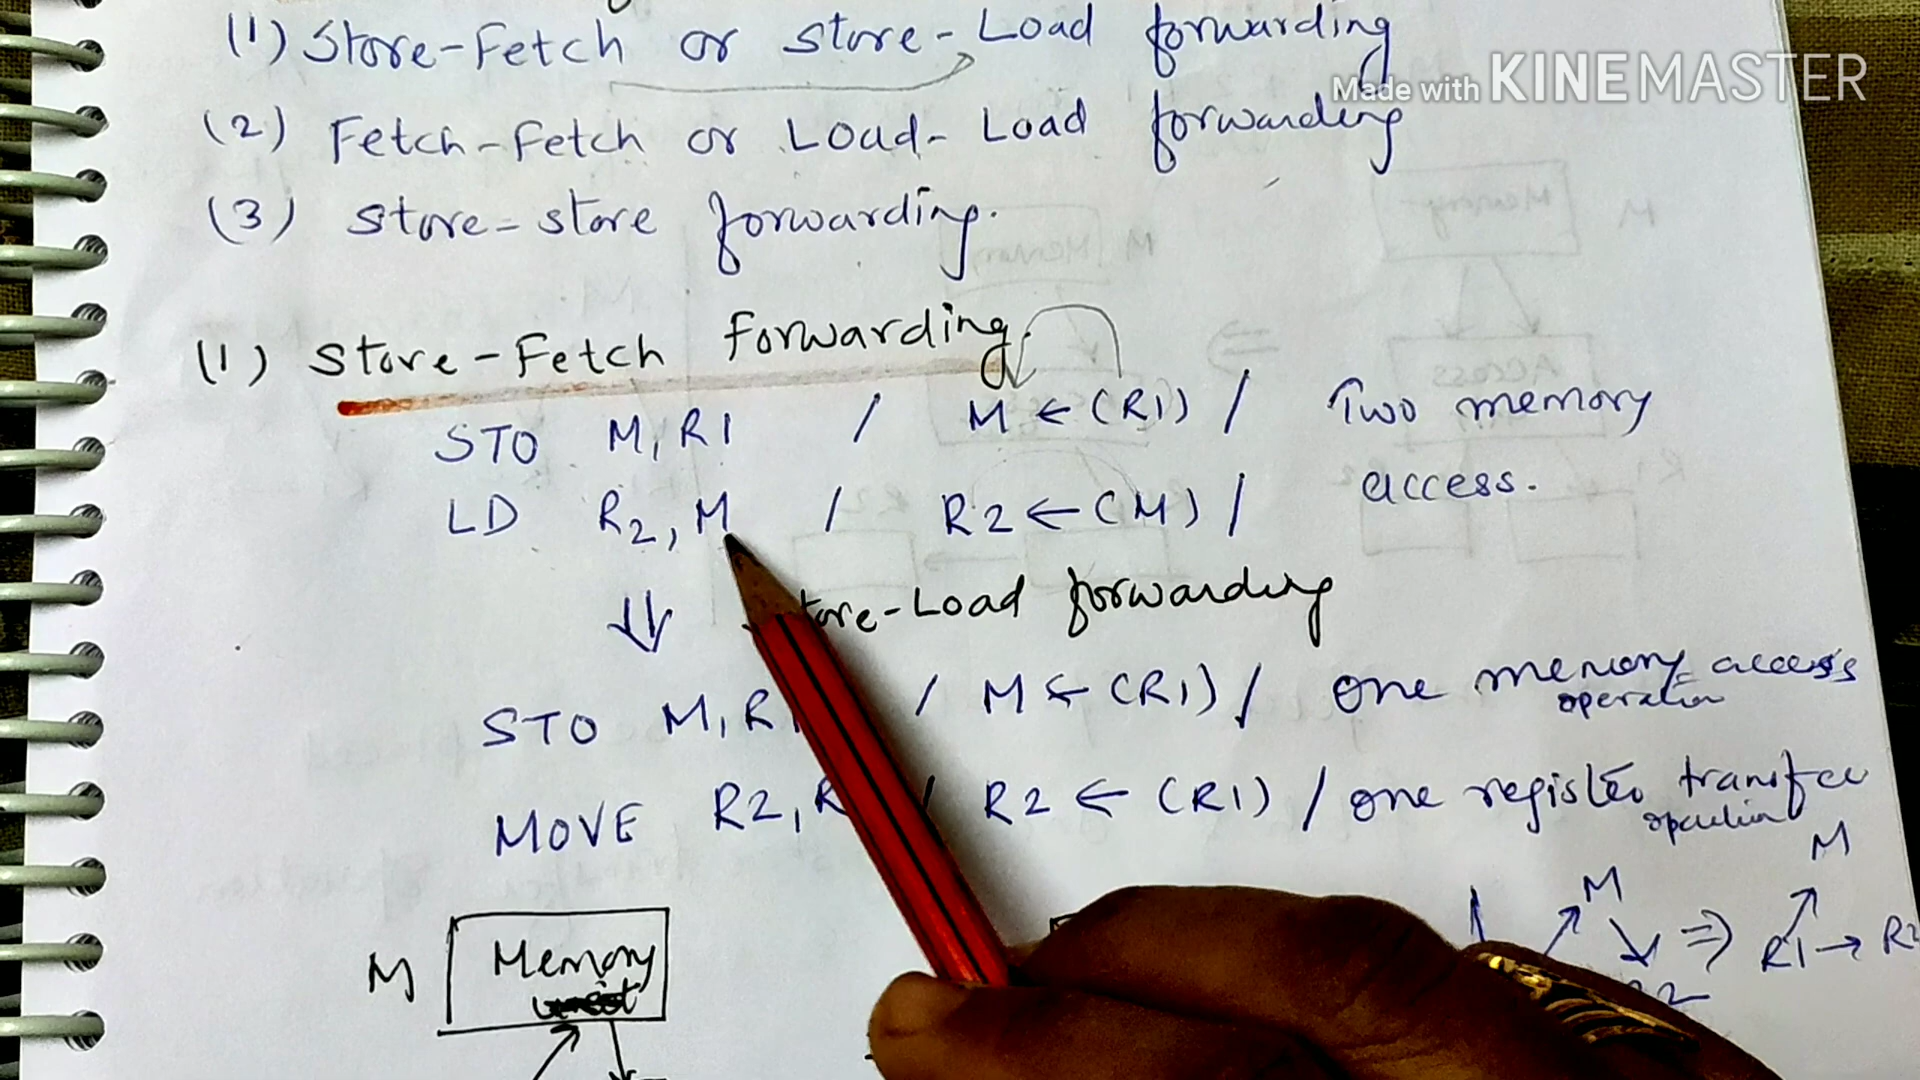 (1) Store-Fetch or Store-Load forwarding
Made with KINEMASTER
(2) Fetch-Fetch or Load-Load forwarding
(3) Store-store forwarding.
(1) Store-Fetch Forwarding.
STO M, R1 / M ← (R1) / Two memory
LD R2, M / R2 ← (M) / access.
⇓ -Load forwarding
STO M, R1 / M ← (R1) / one memory access
operation
MOVE R2, R / R2 ← (R1) / one register transfer
operation
M
M ⇒ R1 → R2
M Memory